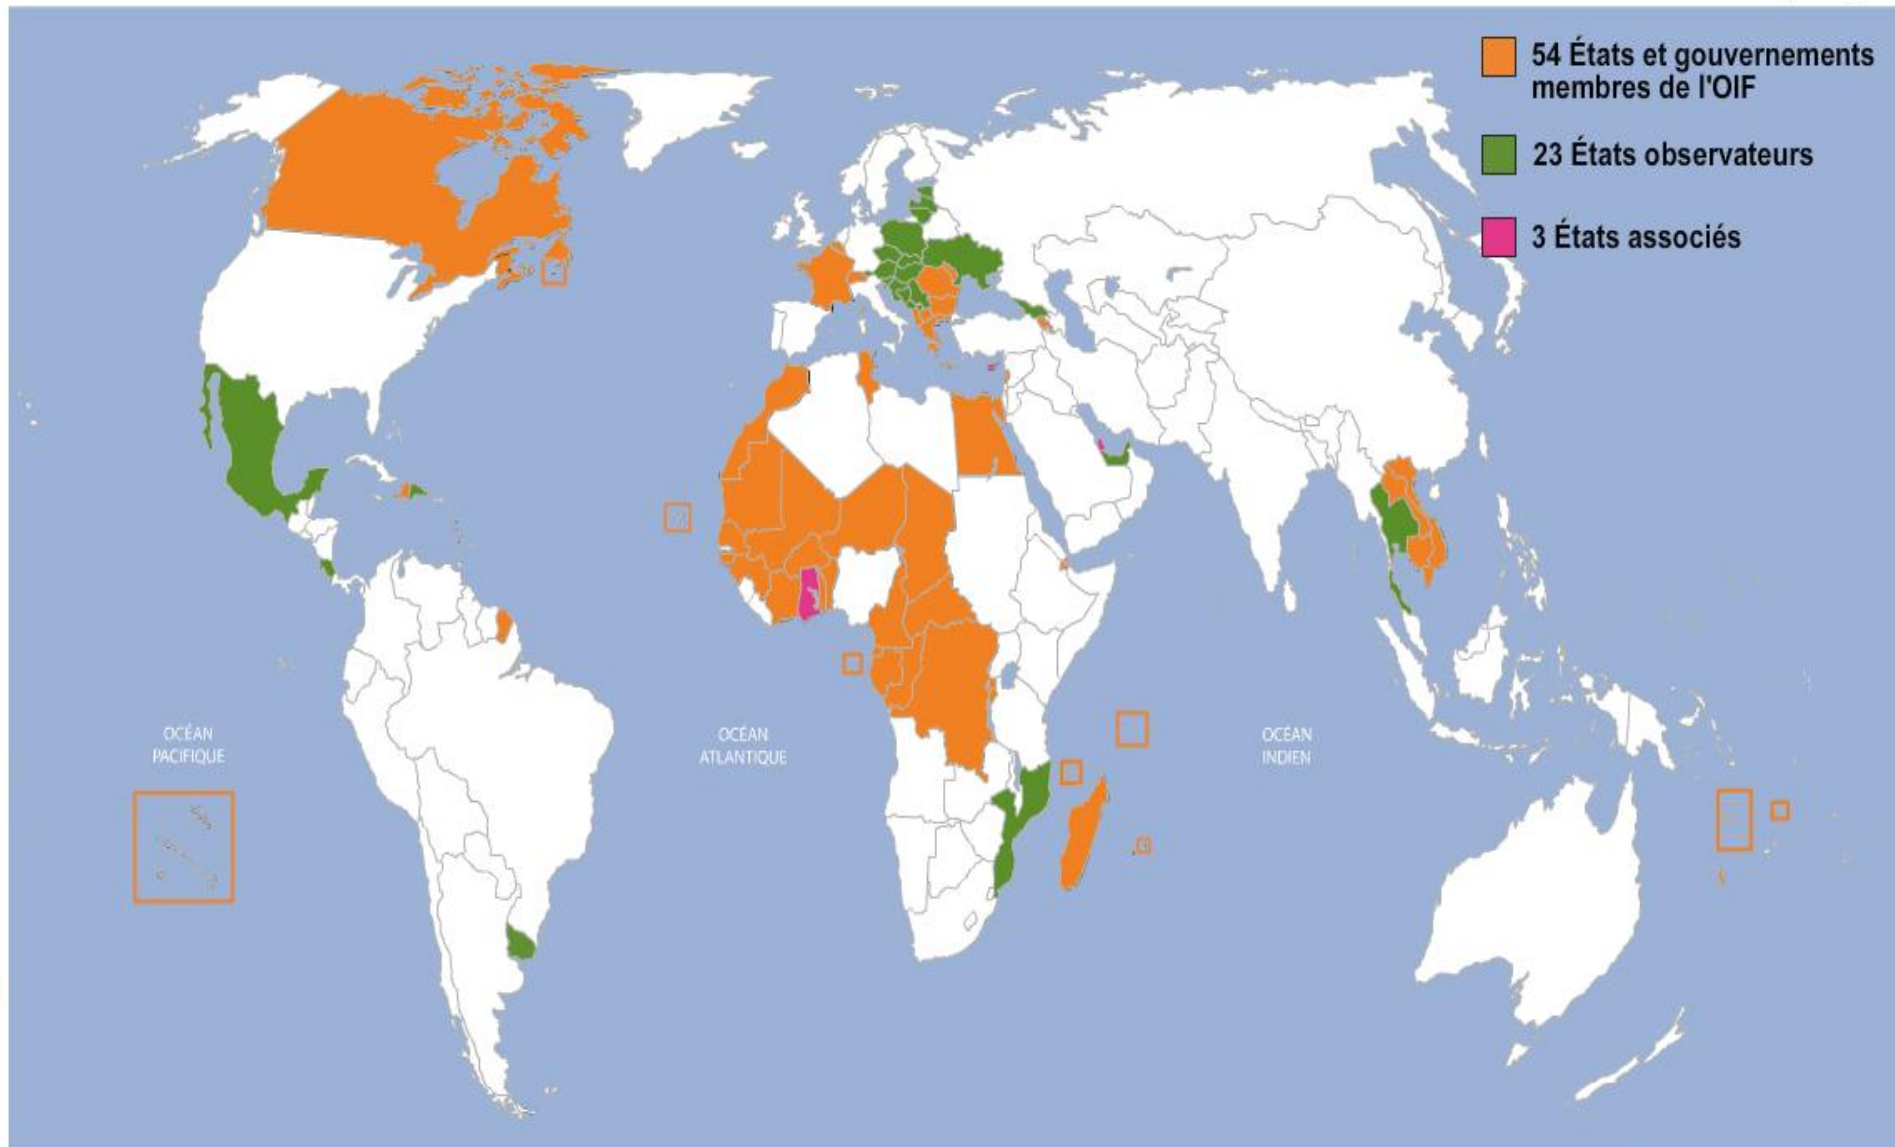 54 États et gouvernements
membres de l'OIF
23 États observateurs
3 États associés
OCÉAN
PACIFIQUE
OCÉAN
ATLANTIQUE
OCÉAN
INDIEN